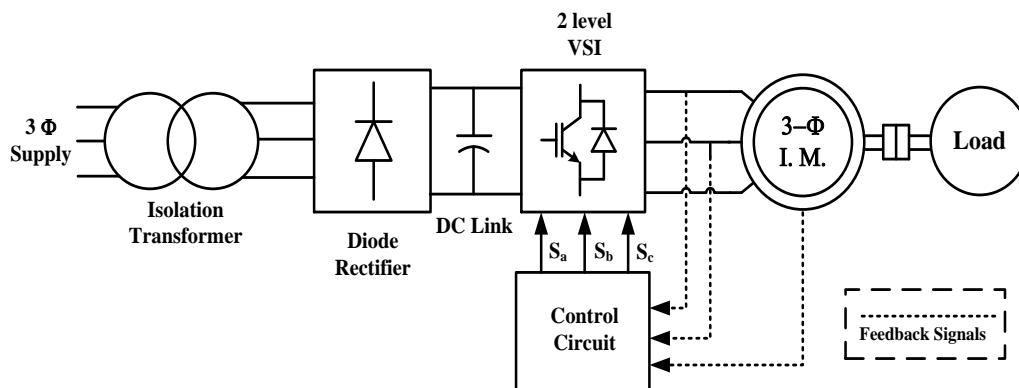 2 level
VSI
3 Φ
Supply
Isolation
Transformer
Diode
Rectifier
DC Link
3-Φ
I. M.
Load
Sa
Sb
Sc
Control
Circuit
Feedback Signals